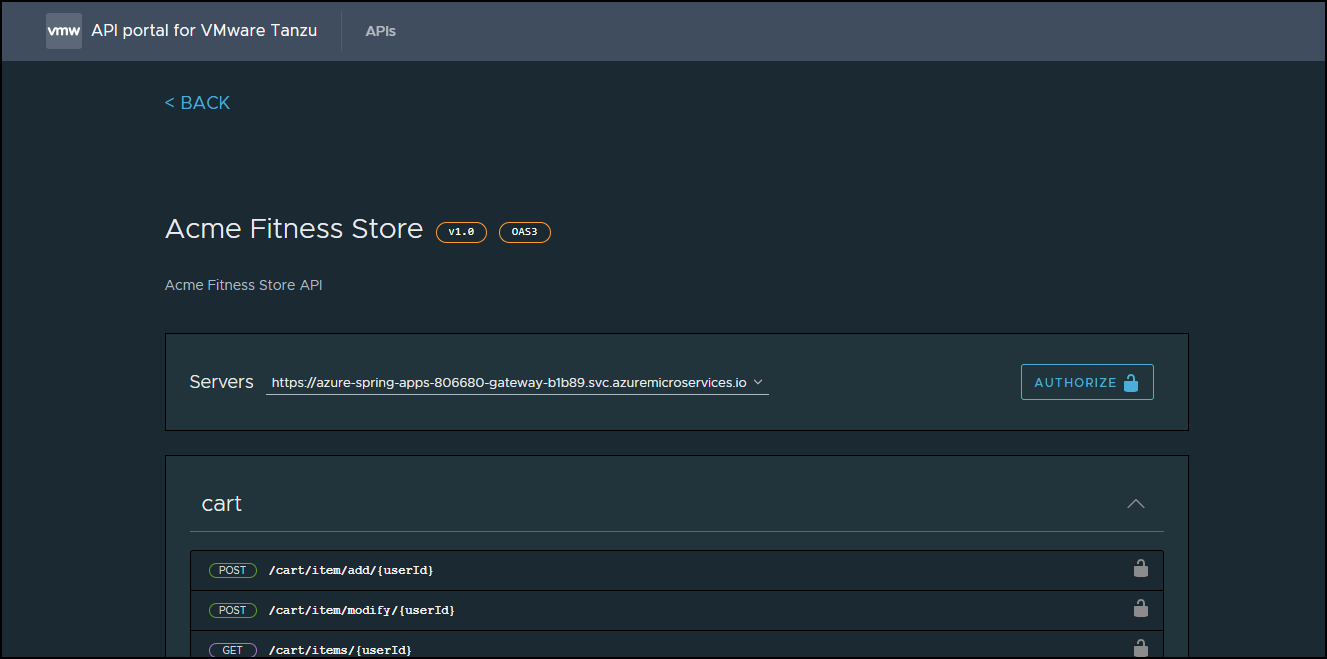 vmw API portal for VMware Tanzu APIs
< BACK
Acme Fitness Store v1.0 OAS3
Acme Fitness Store API
Servers https://azure-spring-apps-806680-gateway-b1b89.svc.azuremicroservices.io AUTHORIZE
cart
POST /cart/item/add/{userId}
POST /cart/item/modify/{userId}
GET /cart/items/{userId}